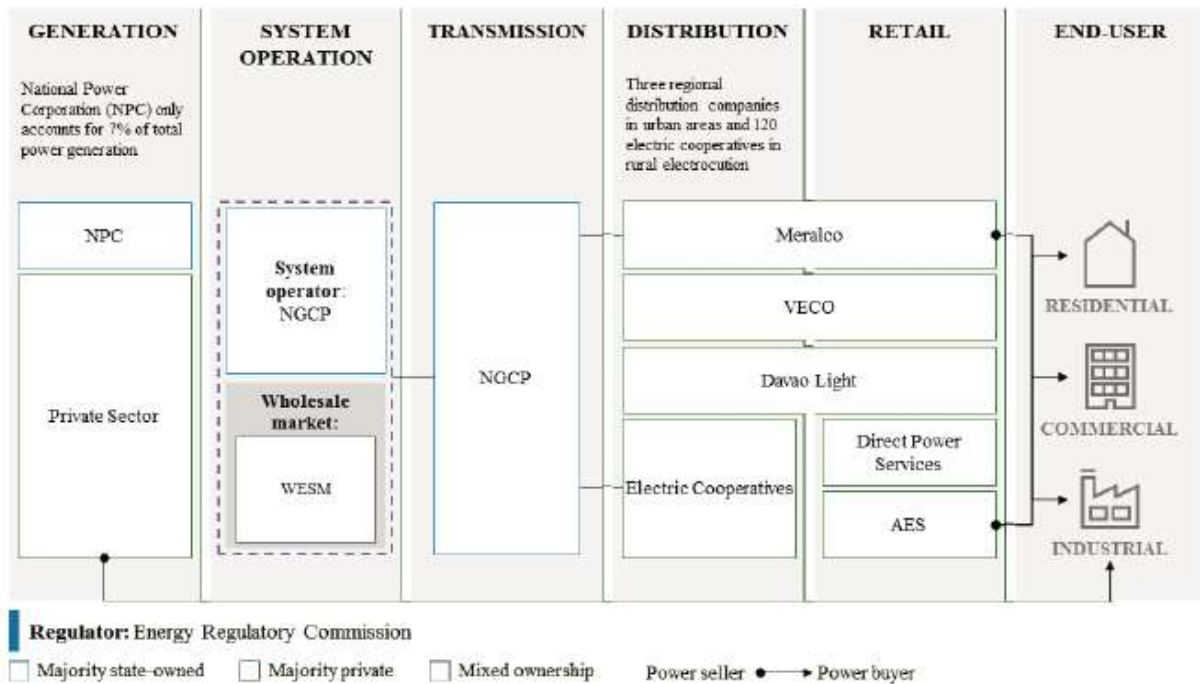 GENERATION
SYSTEM
OPERATION
TRANSMISSION
DISTRIBUTION
RETAIL
END-USER
National Power
Corporation (NPC) only
accounts for 7% of total
power generation
Three regional
distribution companies
in urban areas and 120
electric cooperatives in
rural electrocution
NPC
Private Sector
System
operator:
NGCP
Wholesale
market:
WESM
NGCP
Meralco
VECO
Davao Light
Electric Cooperatives
Direct Power
Services
AES
RESIDENTIAL
COMMERCIAL
INDUSTRIAL
Regulator: Energy Regulatory Commission
Majority state-owned
Majority private
Mixed ownership
Power seller
Power buyer